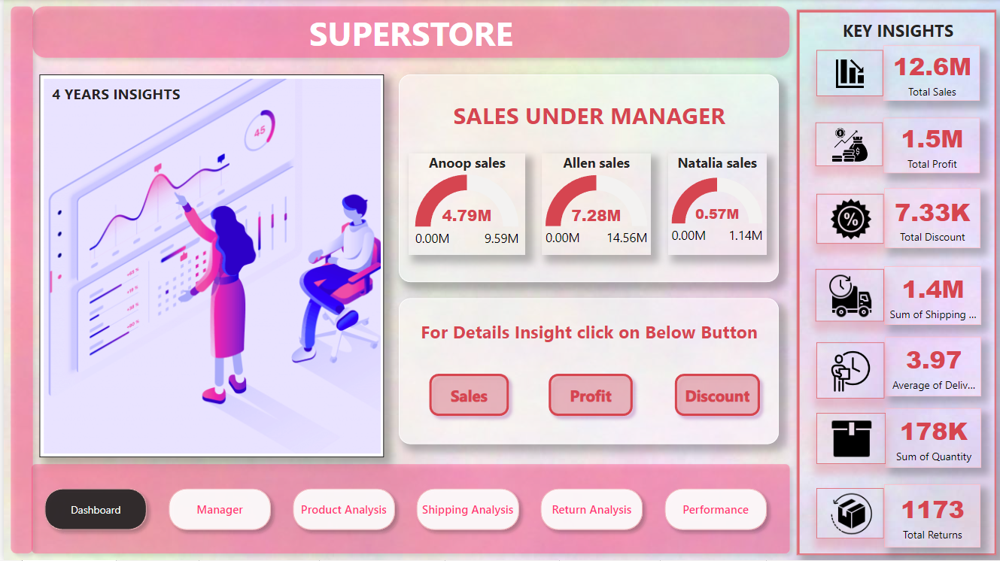 SUPERSTORE
4 YEARS INSIGHTS
45
+65 %
+19 %
SALES UNDER MANAGER
Anoop sales
4.79M
0.00M 9.59M
Allen sales
7.28M
0.00M 14.56M
Natalia sales
0.57M
0.00M 1.14M
For Details Insight click on Below Button
Sales
Profit
Discount
Dashboard
Manager
Product Analysis
Shipping Analysis
Return Analysis
Performance
KEY INSIGHTS
12.6M
Total Sales
1.5M
Total Profit
%
7.33K
Total Discount
1.4M
Sum of Shipping ...
3.97
Average of Deliv...
178K
Sum of Quantity
1173
Total Returns